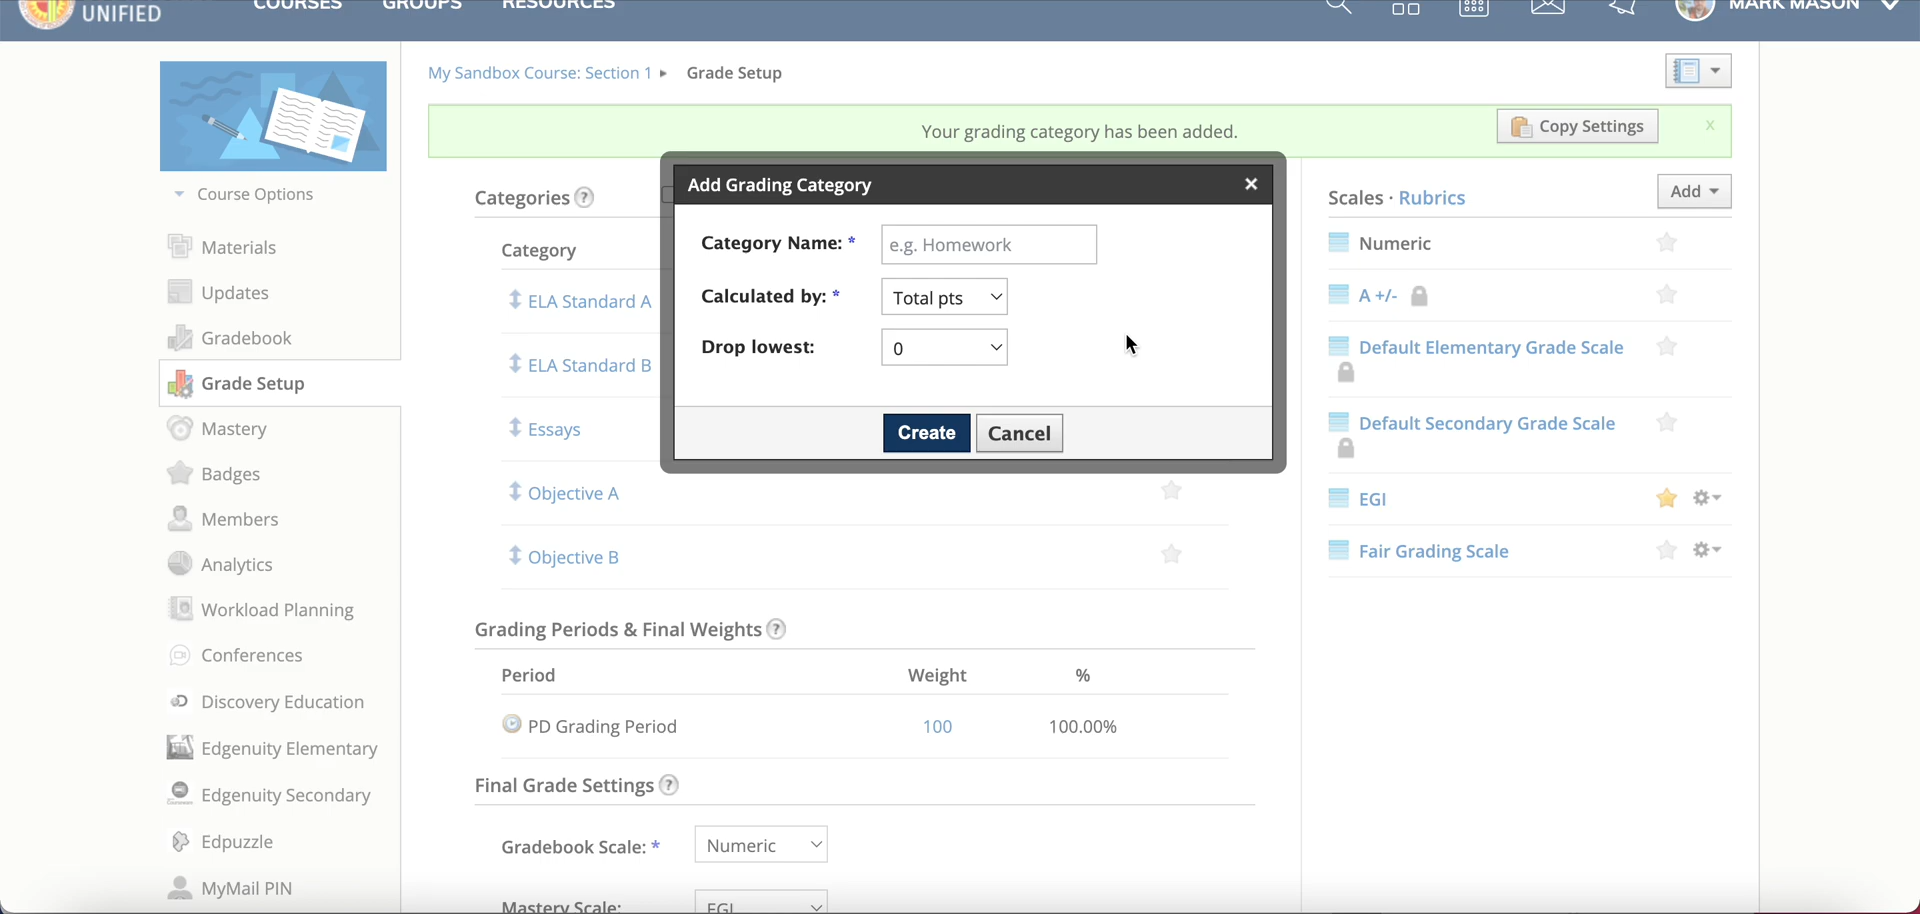 UNIFIED
COURSES
GROUPS
RESOURCES
MARK MASON
My Sandbox Course: Section 1
Grade Setup
Your grading category has been added.
Copy Settings
x
Course Options
Materials
Updates
Gradebook
Grade Setup
Mastery
Badges
Members
Analytics
Workload Planning
Conferences
Discovery Education
Edgenuity Elementary
Edgenuity Secondary
Edpuzzle
MyMail PIN
Categories ?
Category
ELA Standard A
ELA Standard B
Essays
Objective A
Objective B
Add Grading Category ×
Category Name: * e.g. Homework
Calculated by: * Total pts
Drop lowest: 0
Create Cancel
Grading Periods & Final Weights ?
Period Weight %
PD Grading Period 100 100.00%
Final Grade Settings ?
Gradebook Scale: * Numeric
Mastery Scale: EGI
Scales · Rubrics
Add
Numeric
A +/-
Default Elementary Grade Scale
Default Secondary Grade Scale
EGI
Fair Grading Scale